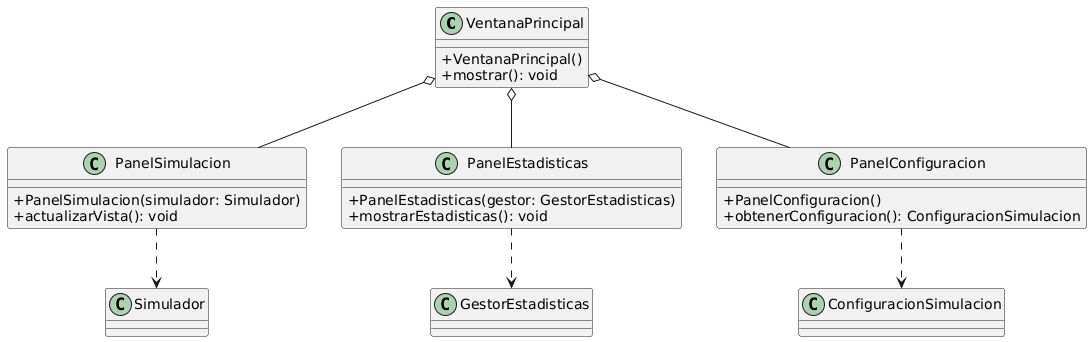 C VentanaPrincipal
+VentanaPrincipal()
+mostrar(): void
C PanelSimulacion
+PanelSimulacion(simulador: Simulador)
+actualizarVista(): void
C PanelEstadisticas
+PanelEstadisticas(gestor: GestorEstadisticas)
+mostrarEstadisticas(): void
C PanelConfiguracion
+PanelConfiguracion()
+obtenerConfiguracion(): ConfiguracionSimulacion
C Simulador
C GestorEstadisticas
C ConfiguracionSimulacion